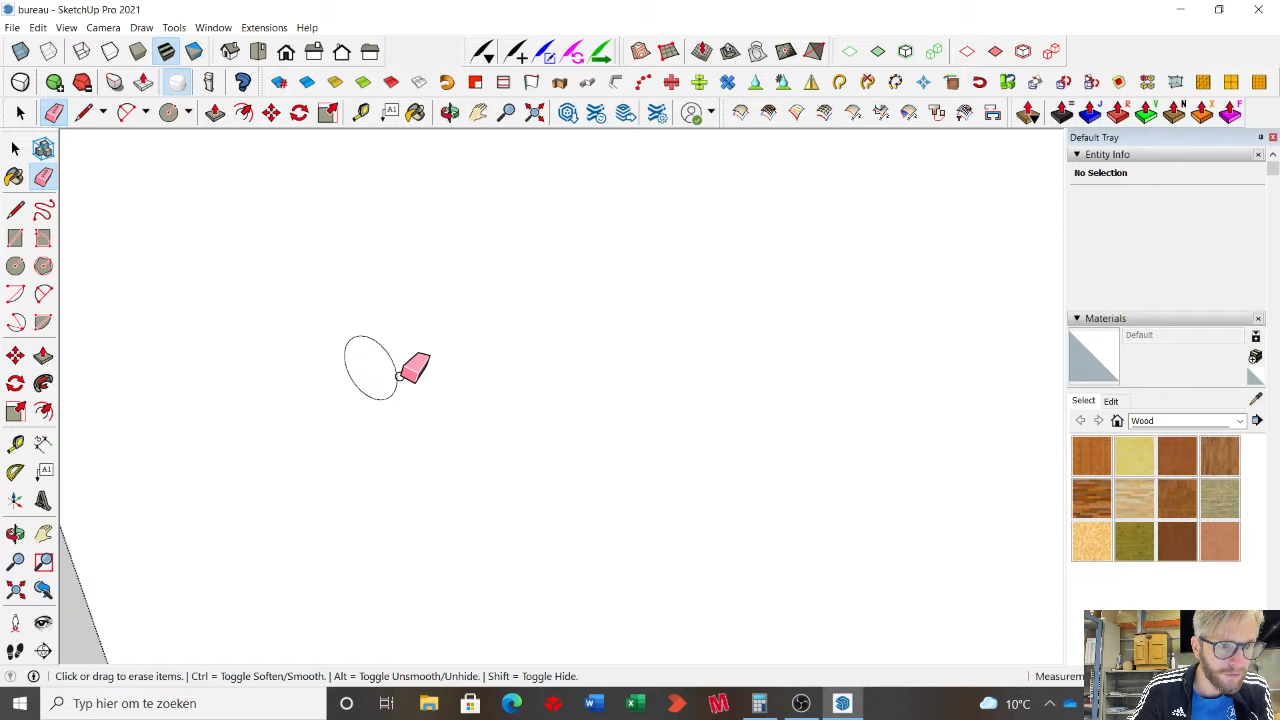 bureau - SketchUp Pro 2021
File Edit View Camera Draw Tools Window Extensions Help
A1
= J R V N X F
Default Tray
Entity Info
No Selection
Materials
Default
Select Edit
Wood
A1
Click or drag to erase items. | Ctrl = Toggle Soften/Smooth. | Alt = Toggle Unsmooth/Unhide. | Shift = Toggle Hide.
Measurem
Typ hier om te zoeken
10°C